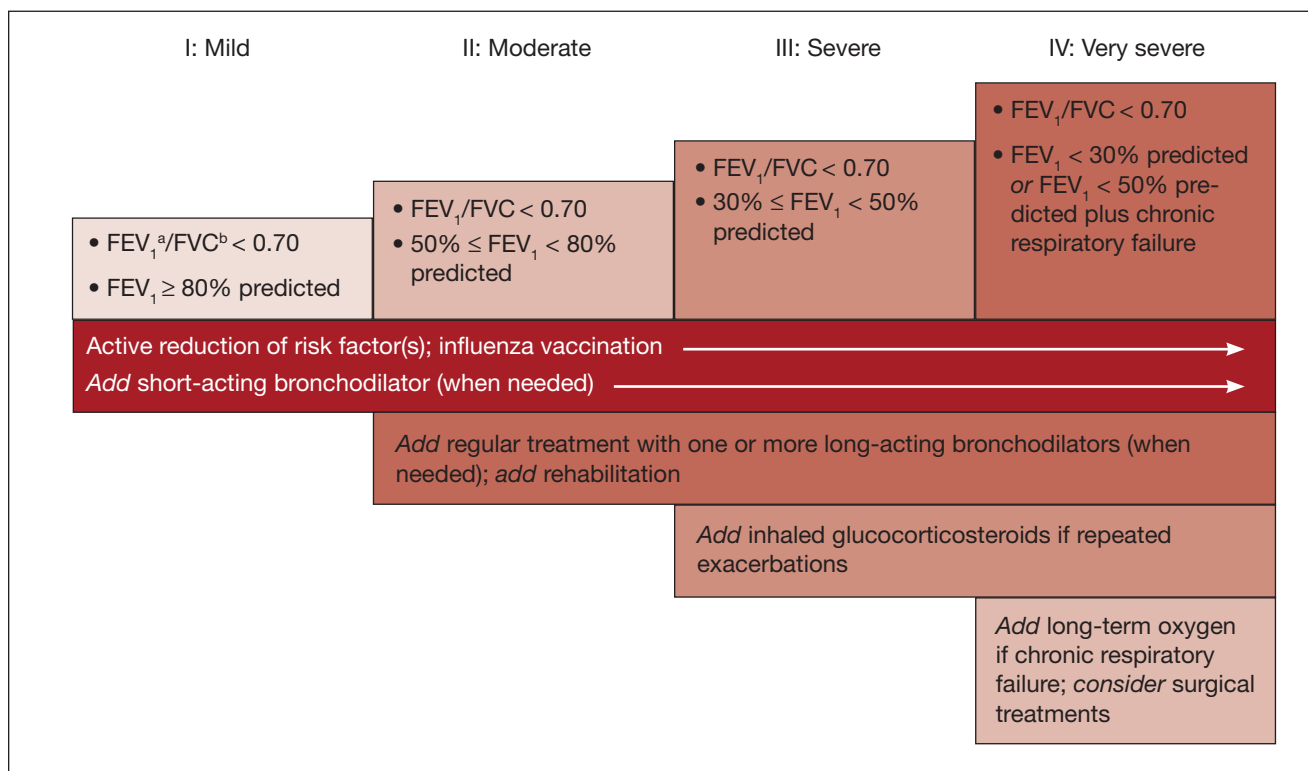 I: Mild
II: Moderate
III: Severe
IV: Very severe
• FEV₁ᵃ/FVCᵇ < 0.70
• FEV₁ ≥ 80% predicted
• FEV₁/FVC < 0.70
• 50% ≤ FEV₁ < 80%
predicted
• FEV₁/FVC < 0.70
• 30% ≤ FEV₁ < 50%
predicted
• FEV₁/FVC < 0.70
• FEV₁ < 30% predicted
or FEV₁ < 50% pre-
dicted plus chronic
respiratory failure
Active reduction of risk factor(s); influenza vaccination
Add short-acting bronchodilator (when needed)
Add regular treatment with one or more long-acting bronchodilators (when
needed); add rehabilitation
Add inhaled glucocorticosteroids if repeated
exacerbations
Add long-term oxygen
if chronic respiratory
failure; consider surgical
treatments